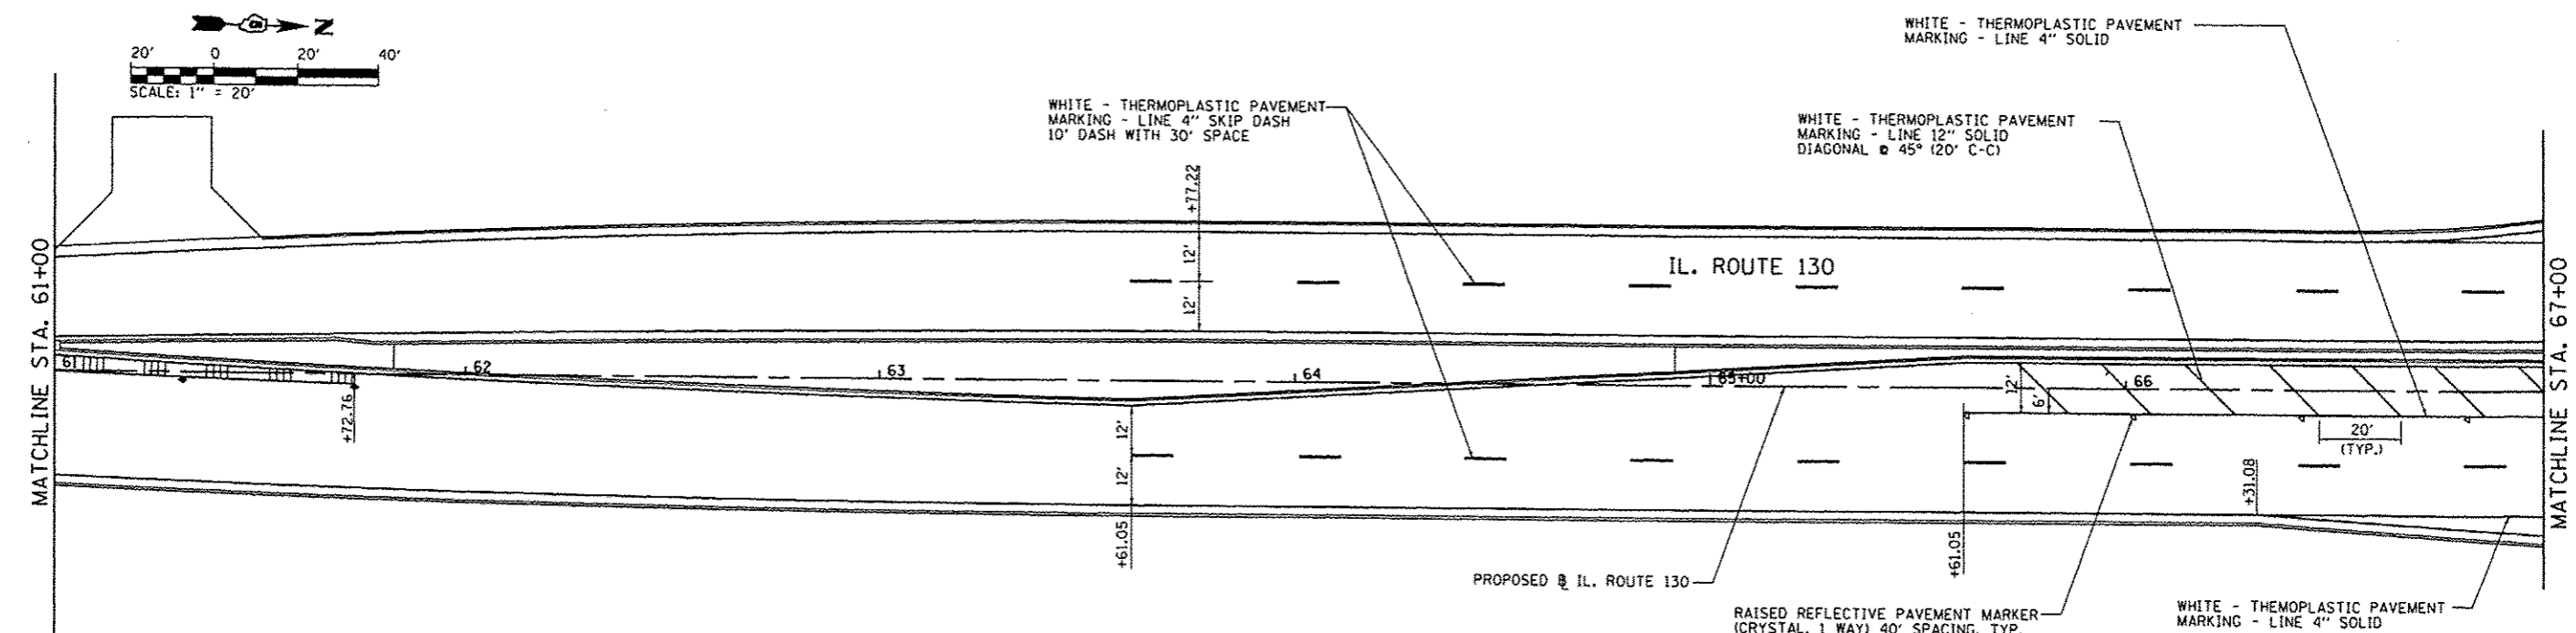 N
20' 0 20' 40'
SCALE: 1" = 20'
WHITE - THERMOPLASTIC PAVEMENT
MARKING - LINE 4" SOLID
WHITE - THERMOPLASTIC PAVEMENT
MARKING - LINE 4" SKIP DASH
10' DASH WITH 30' SPACE
WHITE - THERMOPLASTIC PAVEMENT
MARKING - LINE 12" SOLID
DIAGONAL @ 45° (20' C-C)
+77.22
12'
12'
IL. ROUTE 130
MATCHLINE STA. 61+00
MATCHLINE STA. 67+00
61
62
63
64
65+00
66
+72.76
12'
12'
+61.05
12'
6'
20'
(TYP.)
+61.05
+31.08
PROPOSED ℄ IL. ROUTE 130
RAISED REFLECTIVE PAVEMENT MARKER
(CRYSTAL, 1 WAY) 40' SPACING, TYP.
WHITE - THEMOPLASTIC PAVEMENT
MARKING - LINE 4" SOLID